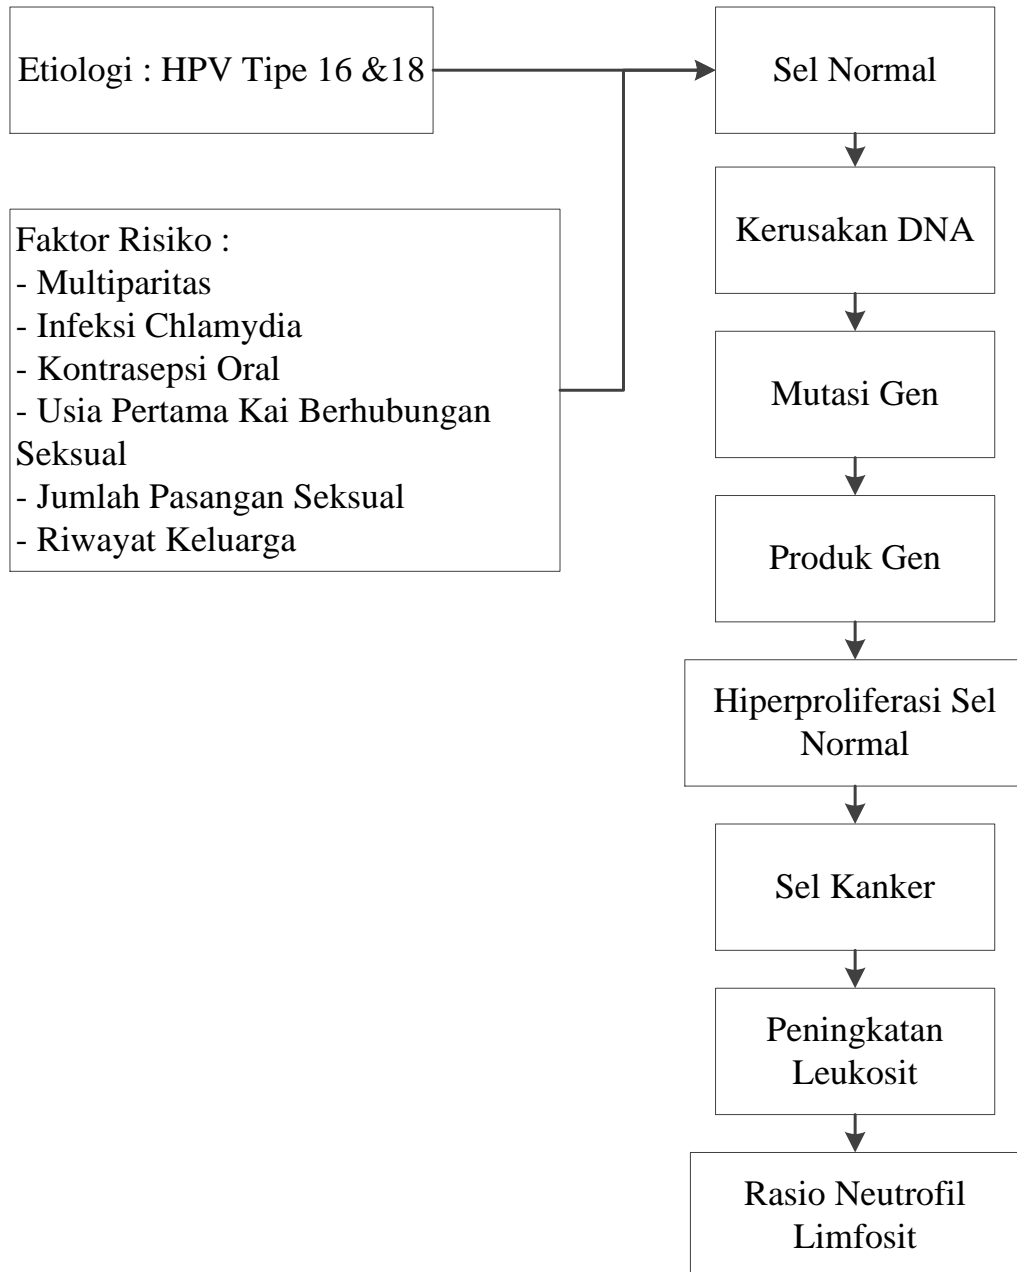 Etiologi : HPV Tipe 16 &18
Sel Normal
Faktor Risiko :
- Multiparitas
- Infeksi Chlamydia
- Kontrasepsi Oral
- Usia Pertama Kai Berhubungan
Seksual
- Jumlah Pasangan Seksual
- Riwayat Keluarga
Kerusakan DNA
Mutasi Gen
Produk Gen
Hiperproliferasi Sel
Normal
Sel Kanker
Peningkatan
Leukosit
Rasio Neutrofil
Limfosit